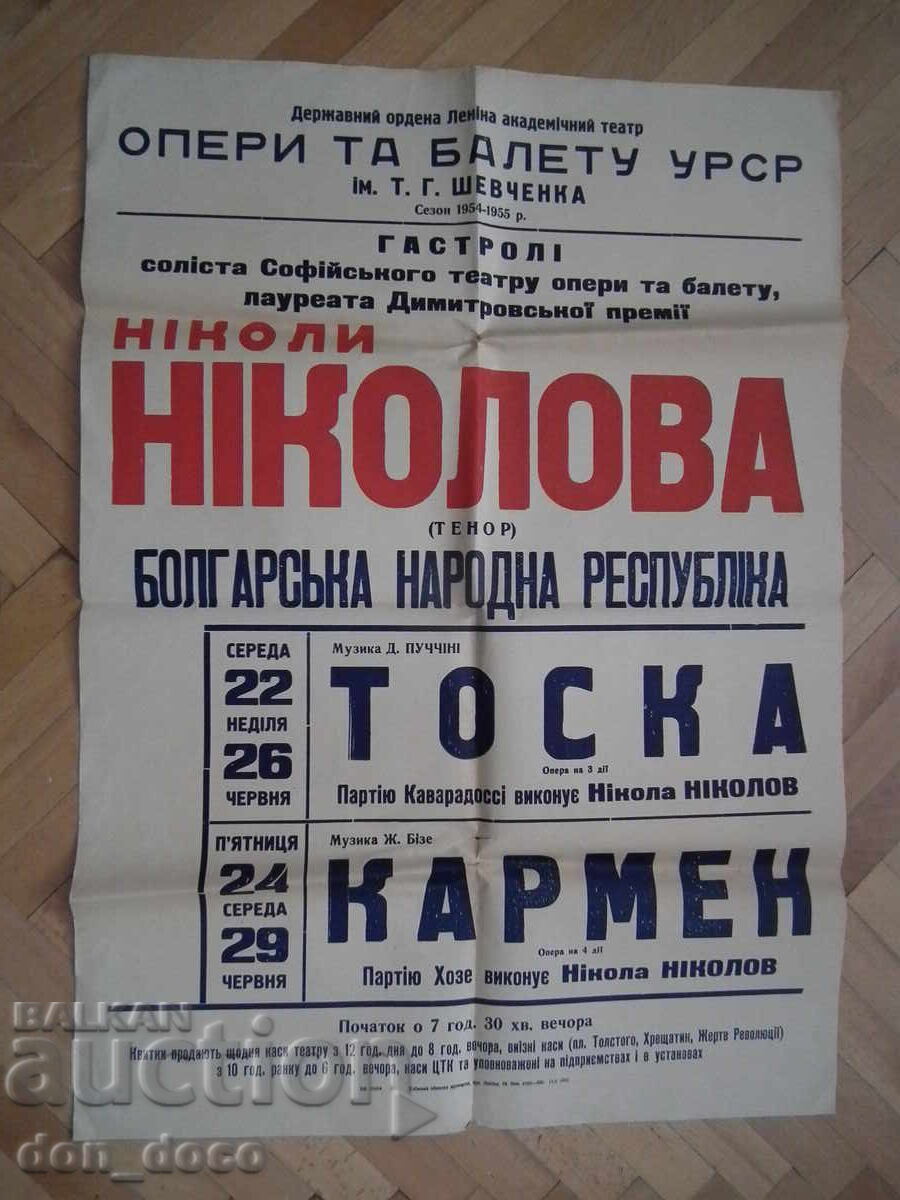 Державний ордена Леніна академічний театр
ОПЕРИ ТА БАЛЕТУ УРСР
ім. Т. Г. ШЕВЧЕНКА
Сезон 1954-1955 р.
ГАСТРОЛІ
соліста Софійського театру опери та балету,
лауреата Димитровської премії
НІКОЛИ
НІКОЛОВА
(ТЕНОР)
БОЛГАРСЬКА НАРОДНА РЕСПУБЛІКА
СЕРЕДА
22
НЕДІЛЯ
26
ЧЕРВНЯ
Музика Д. ПУЧЧІНІ
ТОСКА
Опера на 3 дії
Партію Каварадоссі виконує Нікола НІКОЛОВ
П'ЯТНИЦЯ
24
СЕРЕДА
29
ЧЕРВНЯ
Музика Ж. Бізе
КАРМЕН
Опера на 4 дії
Партію Хозе виконує Нікола НІКОЛОВ
Початок о 7 год. 30 хв. вечора
Квитки продають щодня каси театру з 12 год. дня до 8 год. вечора, виїзні каси (пл. Толстого, Хрещатик, Жертв Революції)
з 10 год. ранку до 6 год. вечора, каси ЦТК та уповноважені на підприємствах і в установах
BALKAN
auction
don_doco